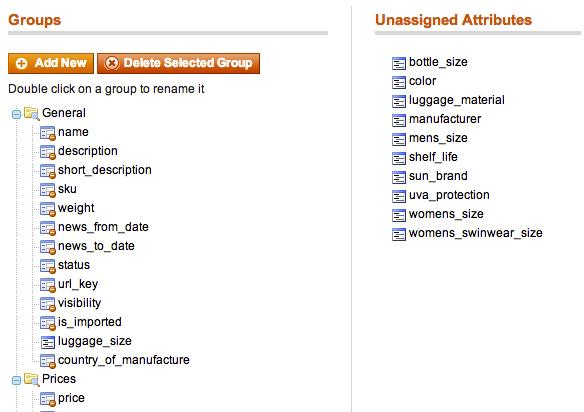 Groups
Add New
Delete Selected Group
Double click on a group to rename it
General
name
description
short_description
sku
weight
news_from_date
news_to_date
status
url_key
visibility
is_imported
luggage_size
country_of_manufacture
Prices
price
Unassigned Attributes
bottle_size
color
luggage_material
manufacturer
mens_size
shelf_life
sun_brand
uva_protection
womens_size
womens_swinwear_size